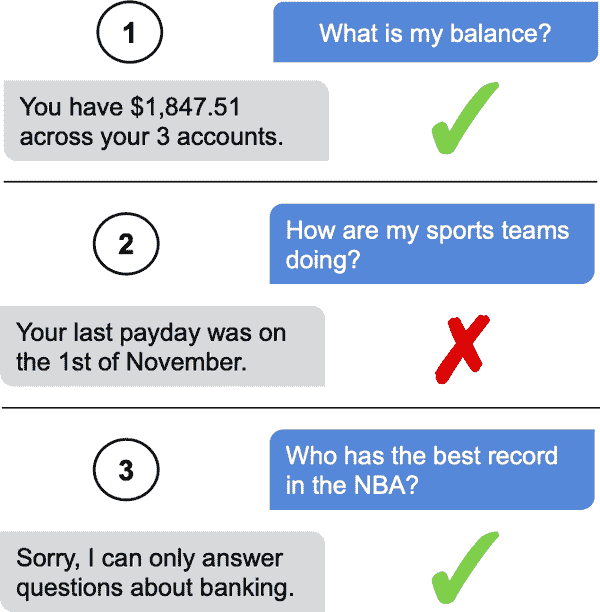 1
What is my balance?
You have $1,847.51
across your 3 accounts.
2
How are my sports teams
doing?
Your last payday was on
the 1st of November.
3
Who has the best record
in the NBA?
Sorry, I can only answer
questions about banking.